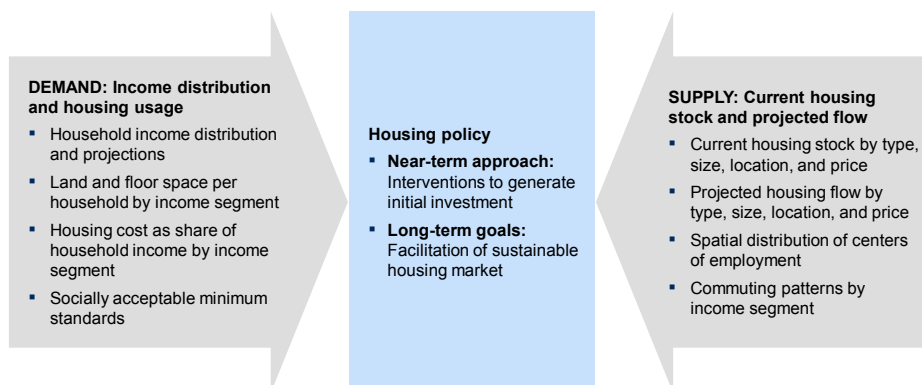 DEMAND: Income distribution
and housing usage
▪ Household income distribution
and projections
▪ Land and floor space per
household by income segment
▪ Housing cost as share of
household income by income
segment
▪ Socially acceptable minimum
standards
Housing policy
▪ Near-term approach:
Interventions to generate
initial investment
▪ Long-term goals:
Facilitation of sustainable
housing market
SUPPLY: Current housing
stock and projected flow
▪ Current housing stock by type,
size, location, and price
▪ Projected housing flow by
type, size, location, and price
▪ Spatial distribution of centers
of employment
▪ Commuting patterns by
income segment